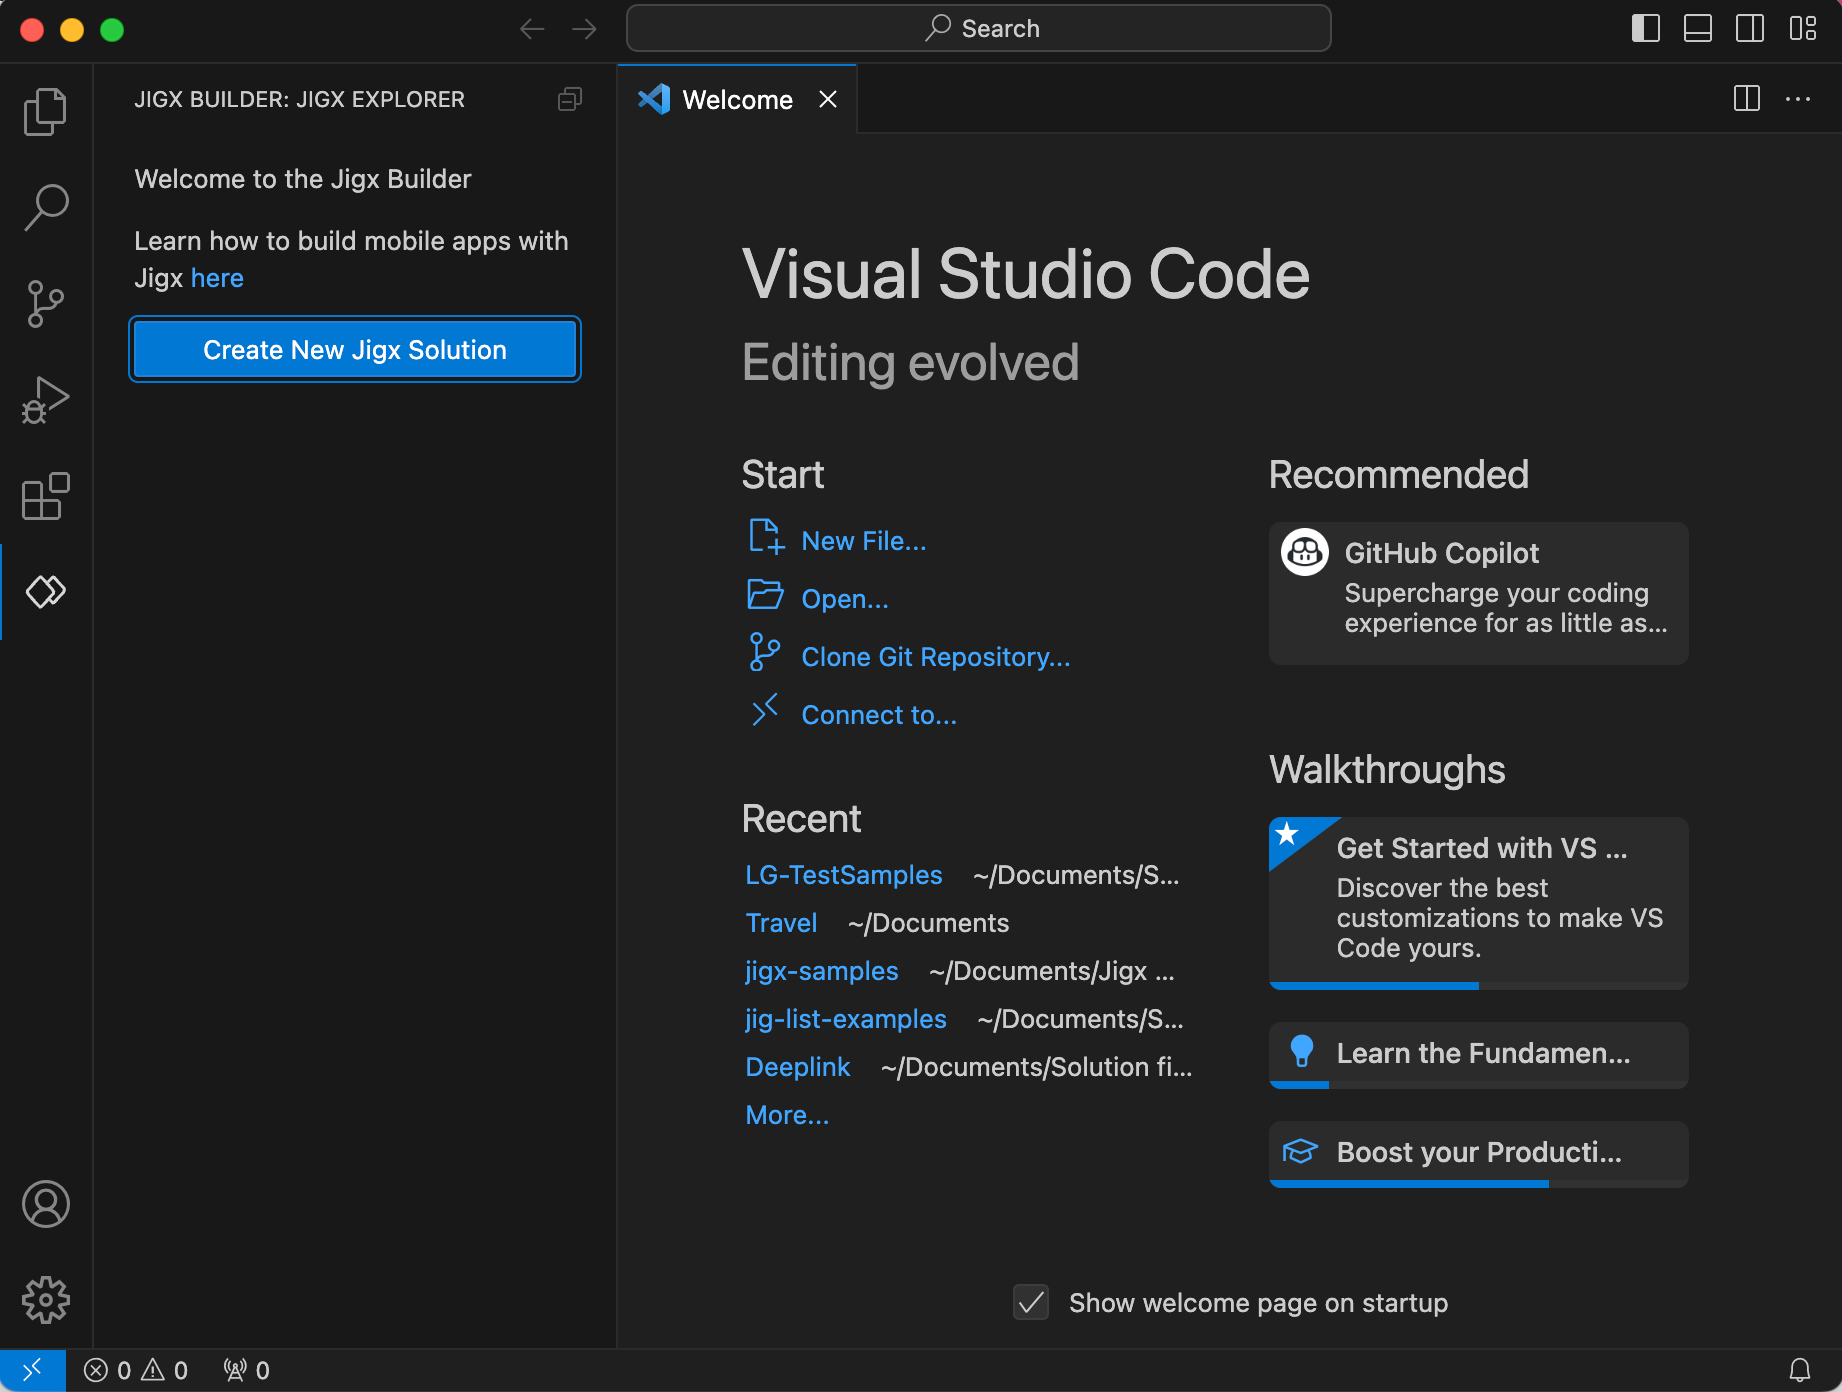 Search
JIGX BUILDER: JIGX EXPLORER
Welcome
Welcome to the Jigx Builder
Learn how to build mobile apps with
Jigx here
Create New Jigx Solution
Visual Studio Code
Editing evolved
Start
New File...
Open...
Clone Git Repository...
Connect to...
Recent
LG-TestSamples ~/Documents/S...
Travel ~/Documents
jigx-samples ~/Documents/Jigx ...
jig-list-examples ~/Documents/S...
Deeplink ~/Documents/Solution fi...
More...
Recommended
GitHub Copilot
Supercharge your coding
experience for as little as...
Walkthroughs
Get Started with VS ...
Discover the best
customizations to make VS
Code yours.
Learn the Fundamen...
Boost your Producti...
Show welcome page on startup
0 0 0